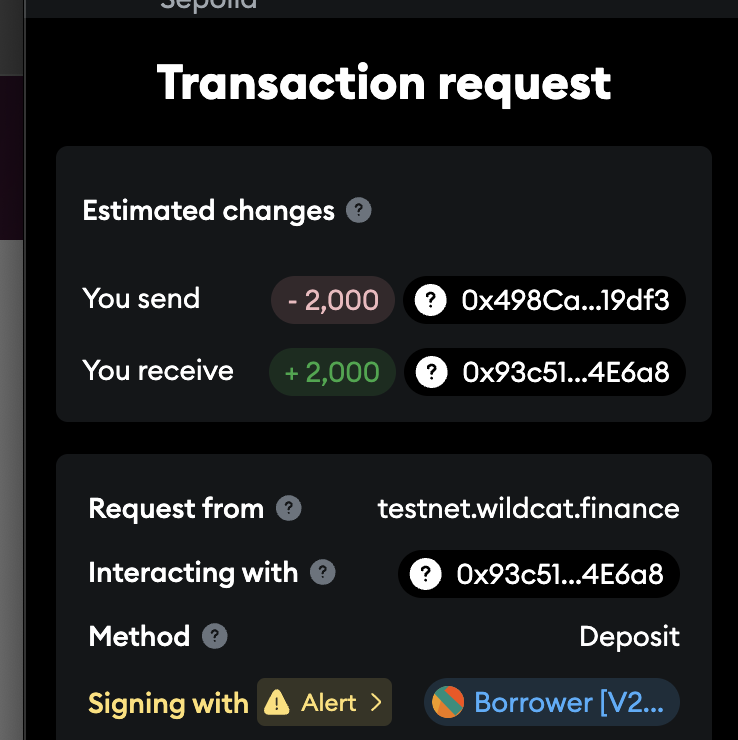 Sepolia
Transaction request
Estimated changes ?
You send - 2,000 ? 0x498Ca...19df3
You receive + 2,000 ? 0x93c51...4E6a8
Request from ? testnet.wildcat.finance
Interacting with ? 0x93c51...4E6a8
Method ? Deposit
Signing with Alert > Borrower [V2...